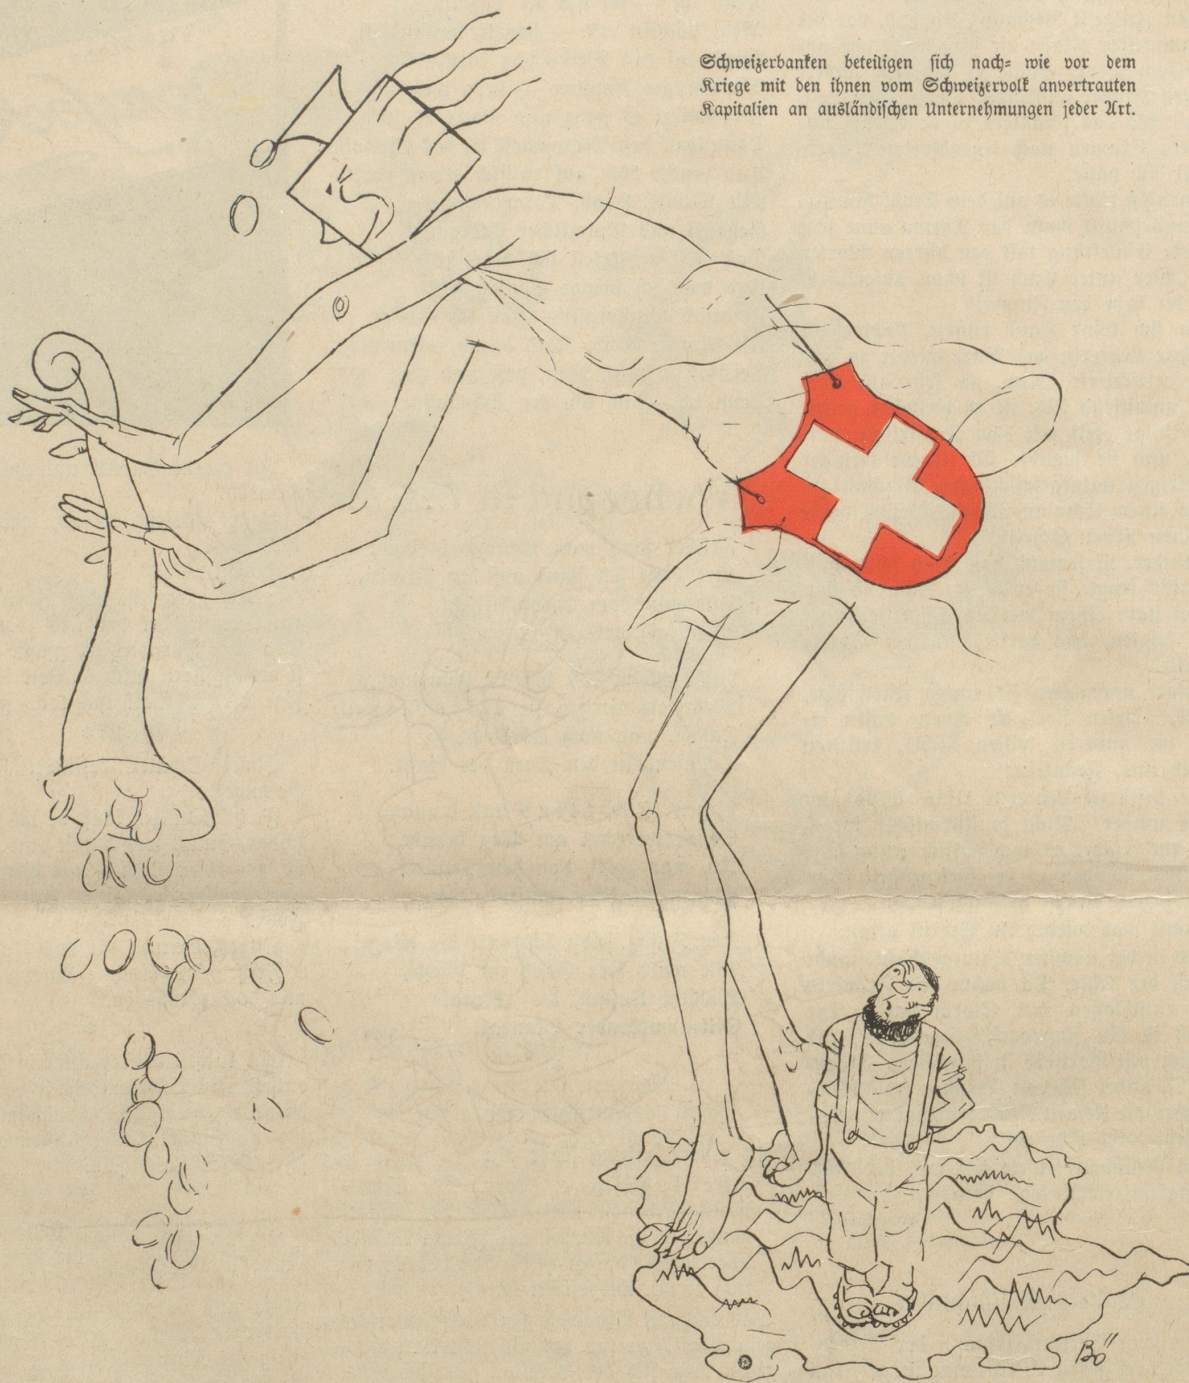 Schweizerbanken beteiligen sich nach- wie vor dem
Kriege mit den ihnen vom Schweizervolk anvertrauten
Kapitalien an ausländischen Unternehmungen jeder Art.
Bö